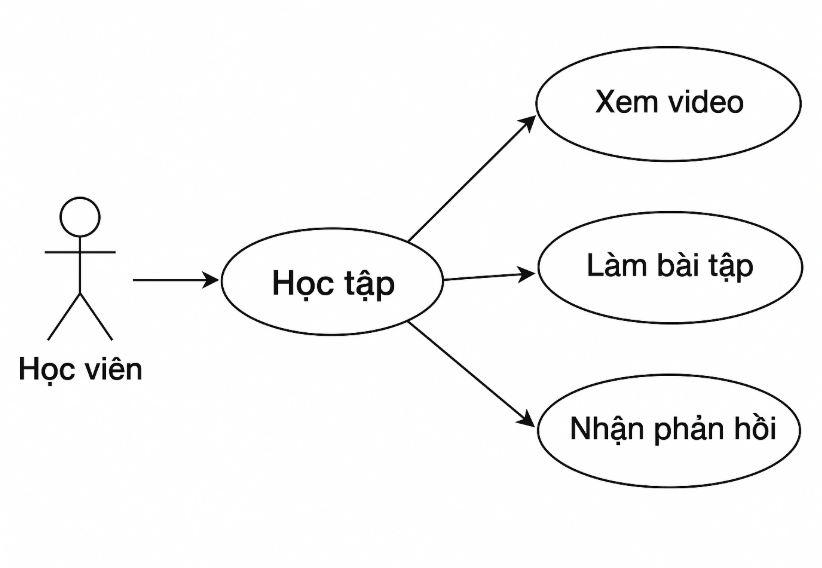 Xem video
Học tập
Làm bài tập
Học viên
Nhận phản hồi